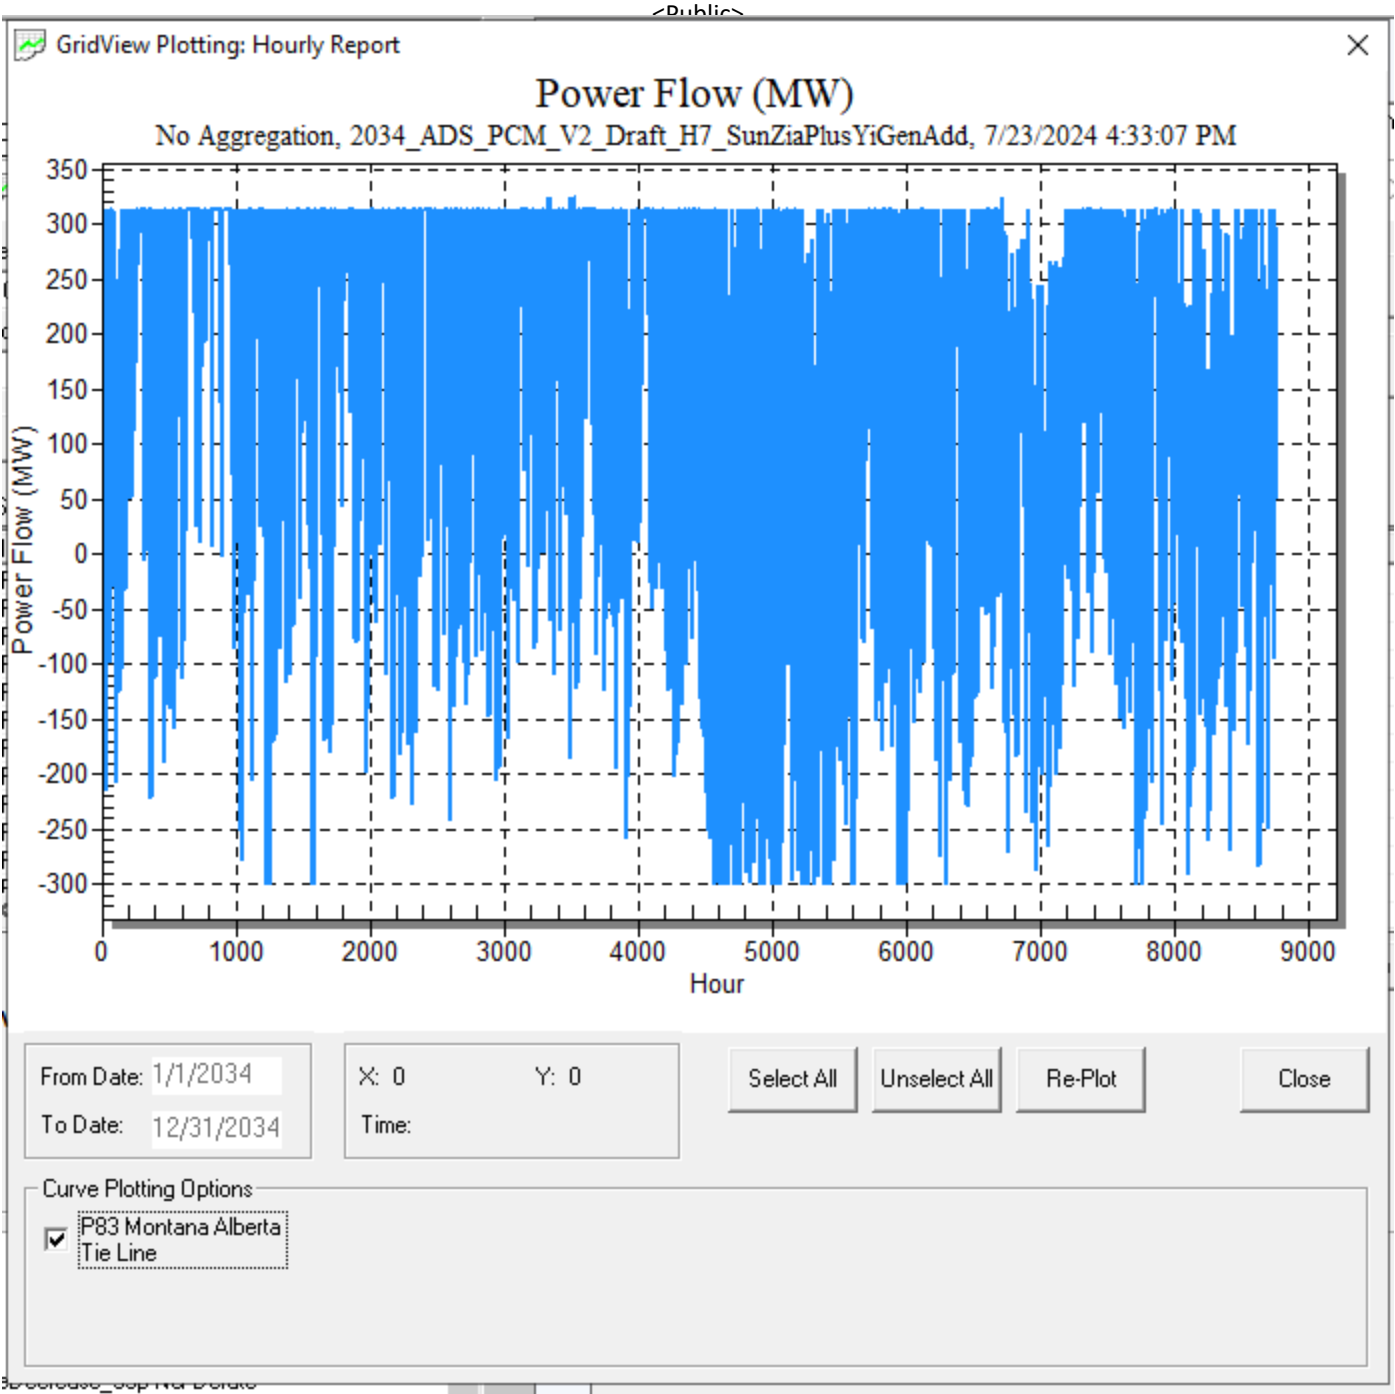 <Public>
GridView Plotting: Hourly Report
Power Flow (MW)
No Aggregation, 2034_ADS_PCM_V2_Draft_H7_SunZiaPlusYiGenAdd, 7/23/2024 4:33:07 PM
350
300
250
200
150
100
50
0
-50
-100
-150
-200
-250
-300
Power Flow (MW)
0 1000 2000 3000 4000 5000 6000 7000 8000 9000
Hour
From Date: 1/1/2034
To Date: 12/31/2034
X: 0 Y: 0
Time:
Select All Unselect All Re-Plot Close
Curve Plotting Options
P83 Montana Alberta
Tie Line